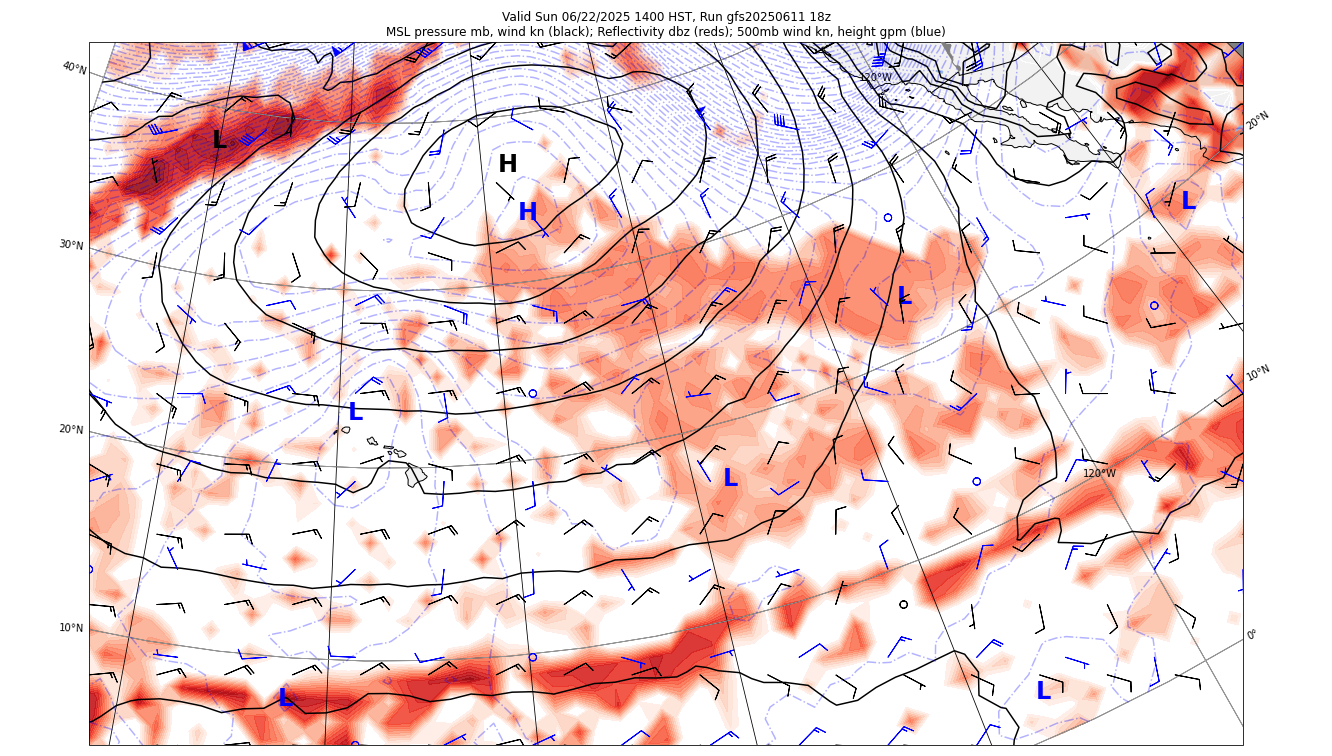 Valid Sun 06/22/2025 1400 HST, Run gfs20250611 18z
MSL pressure mb, wind kn (black); Reflectivity dbz (reds); 500mb wind kn, height gpm (blue)
40°N
120°W
20°N
L
H
L
H
30°N
L
10°N
L
20°N
L
120°W
10°N
0°
L
L